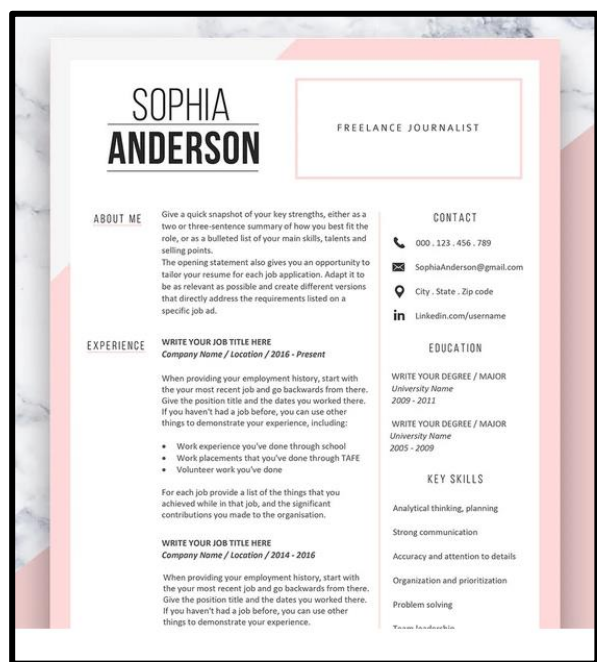 SOPHIA
ANDERSON
FREELANCE JOURNALIST
ABOUT ME
Give a quick snapshot of your key strengths, either as a
two or three-sentence summary of how you best fit the
role, or as a bulleted list of your main skills, talents and
selling points.
The opening statement also gives you an opportunity to
tailor your resume for each job application. Adapt it to
be as relevant as possible and create different versions
that directly address the requirements listed on a
specific job ad.
EXPERIENCE
WRITE YOUR JOB TITLE HERE
Company Name / Location / 2016 - Present
When providing your employment history, start with
the your most recent job and go backwards from there.
Give the position title and the dates you worked there.
If you haven't had a job before, you can use other
things to demonstrate your experience, including:
• Work experience you've done through school
• Work placements that you've done through TAFE
• Volunteer work you've done
For each job provide a list of the things that you
achieved while in that job, and the significant
contributions you made to the organisation.
WRITE YOUR JOB TITLE HERE
Company Name / Location / 2014 - 2016
When providing your employment history, start with
the your most recent job and go backwards from there.
Give the position title and the dates you worked there.
If you haven't had a job before, you can use other
things to demonstrate your experience.
CONTACT
000 . 123 . 456 . 789
SophiaAnderson@gmail.com
City . State . Zip code
in Linkedin.com/username
EDUCATION
WRITE YOUR DEGREE / MAJOR
University Name
2009 - 2011
WRITE YOUR DEGREE / MAJOR
University Name
2005 - 2009
KEY SKILLS
Analytical thinking, planning
Strong communication
Accuracy and attention to details
Organization and prioritization
Problem solving
Team leadership